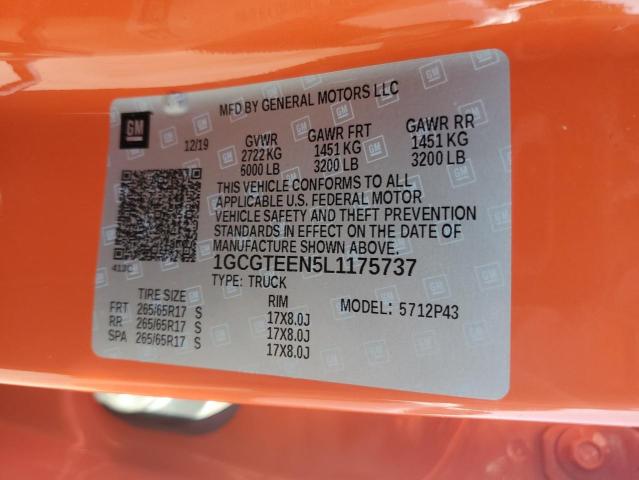 MFD BY GENERAL MOTORS LLC
GM
12/19 GVWR GAWR FRT GAWR RR
2722 KG 1451 KG 1451 KG
6000 LB 3200 LB 3200 LB
THIS VEHICLE CONFORMS TO ALL
APPLICABLE U.S. FEDERAL MOTOR
VEHICLE SAFETY AND THEFT PREVENTION
STANDARDS IN EFFECT ON THE DATE OF
MANUFACTURE SHOWN ABOVE.
1GCGTEEN5L1175737
TYPE: TRUCK
TIRE SIZE RIM MODEL: 5712P43
FRT 265/65R17 S 17X8.0J
RR 265/65R17 S 17X8.0J
SPA 265/65R17 S 17X8.0J